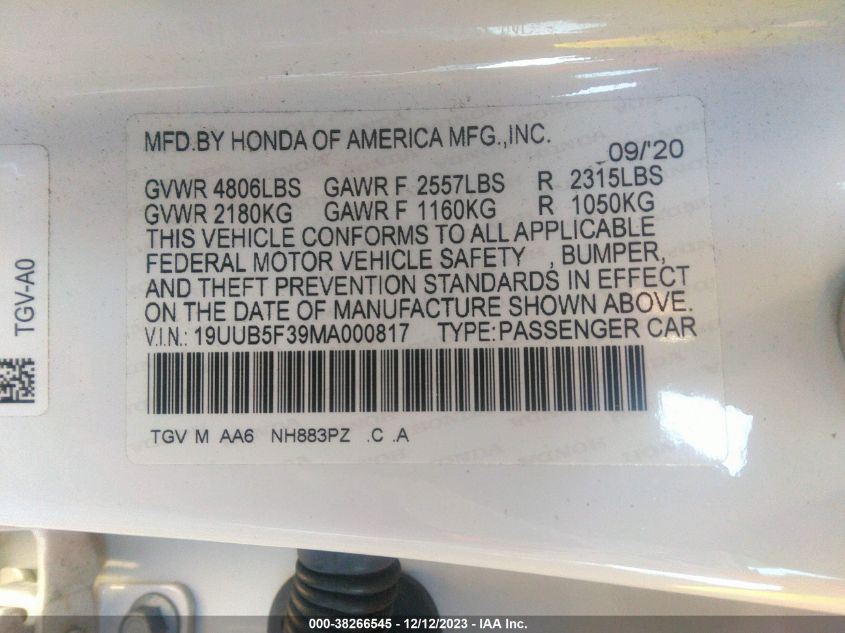 MFD.BY HONDA OF AMERICA MFG.,INC.
09/'20
GVWR 4806LBS GAWR F 2557LBS R 2315LBS
GVWR 2180KG GAWR F 1160KG R 1050KG
THIS VEHICLE CONFORMS TO ALL APPLICABLE
FEDERAL MOTOR VEHICLE SAFETY , BUMPER,
AND THEFT PREVENTION STANDARDS IN EFFECT
ON THE DATE OF MANUFACTURE SHOWN ABOVE.
V.I.N.: 19UUB5F39MA000817 TYPE:PASSENGER CAR
TGV M AA6 NH883PZ .C .A
TGV-A0
000-38266545 - 12/12/2023 - IAA Inc.